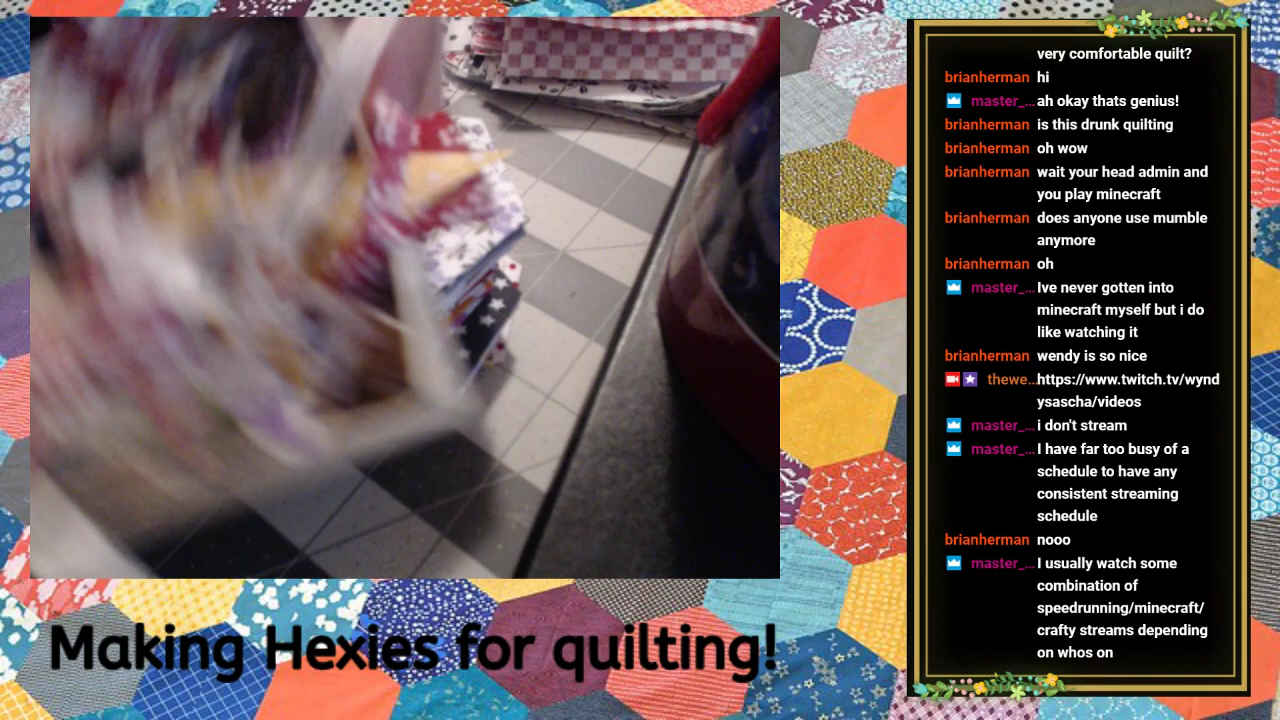 very comfortable quilt?
brianherman hi
master_... ah okay thats genius!
brianherman is this drunk quilting
brianherman oh wow
brianherman wait your head admin and
you play minecraft
brianherman does anyone use mumble
anymore
brianherman oh
master_... Ive never gotten into
minecraft myself but i do
like watching it
brianherman wendy is so nice
thewe... https://www.twitch.tv/wynd
ysascha/videos
master_... i don't stream
master_... I have far too busy of a
schedule to have any
consistent streaming
schedule
brianherman nooo
master_... I usually watch some
combination of
speedrunning/minecraft/
crafty streams depending
on whos on
Making Hexies for quilting!